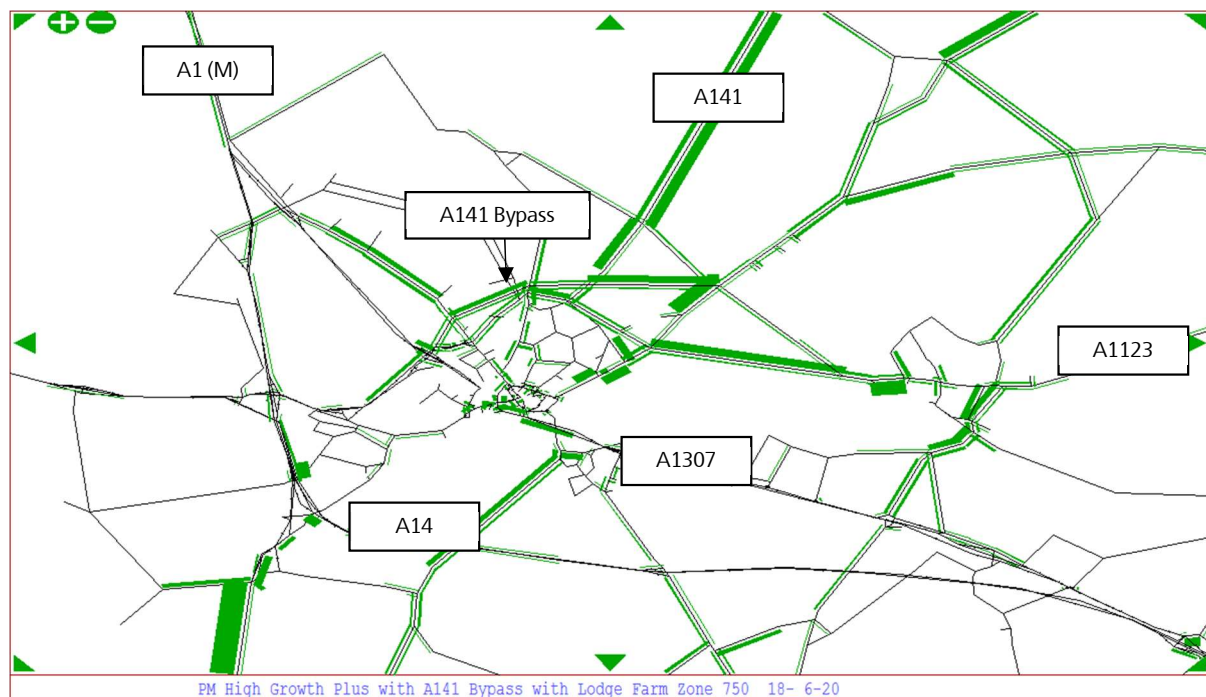 A1 (M)
A141
A141 Bypass
A1123
A1307
A14
PM High Growth Plus with A141 Bypass with Lodge Farm Zone 750 18- 6-20